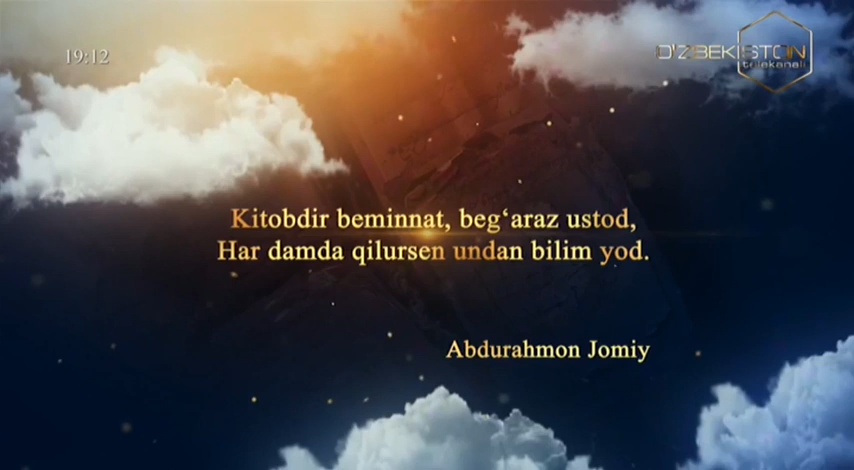 19:12
O'ZBEKISTON
telekanali
Kitobdir beminnat, beg‘araz ustod,
Har damda qilursen undan bilim yod.
Abdurahmon Jomiy